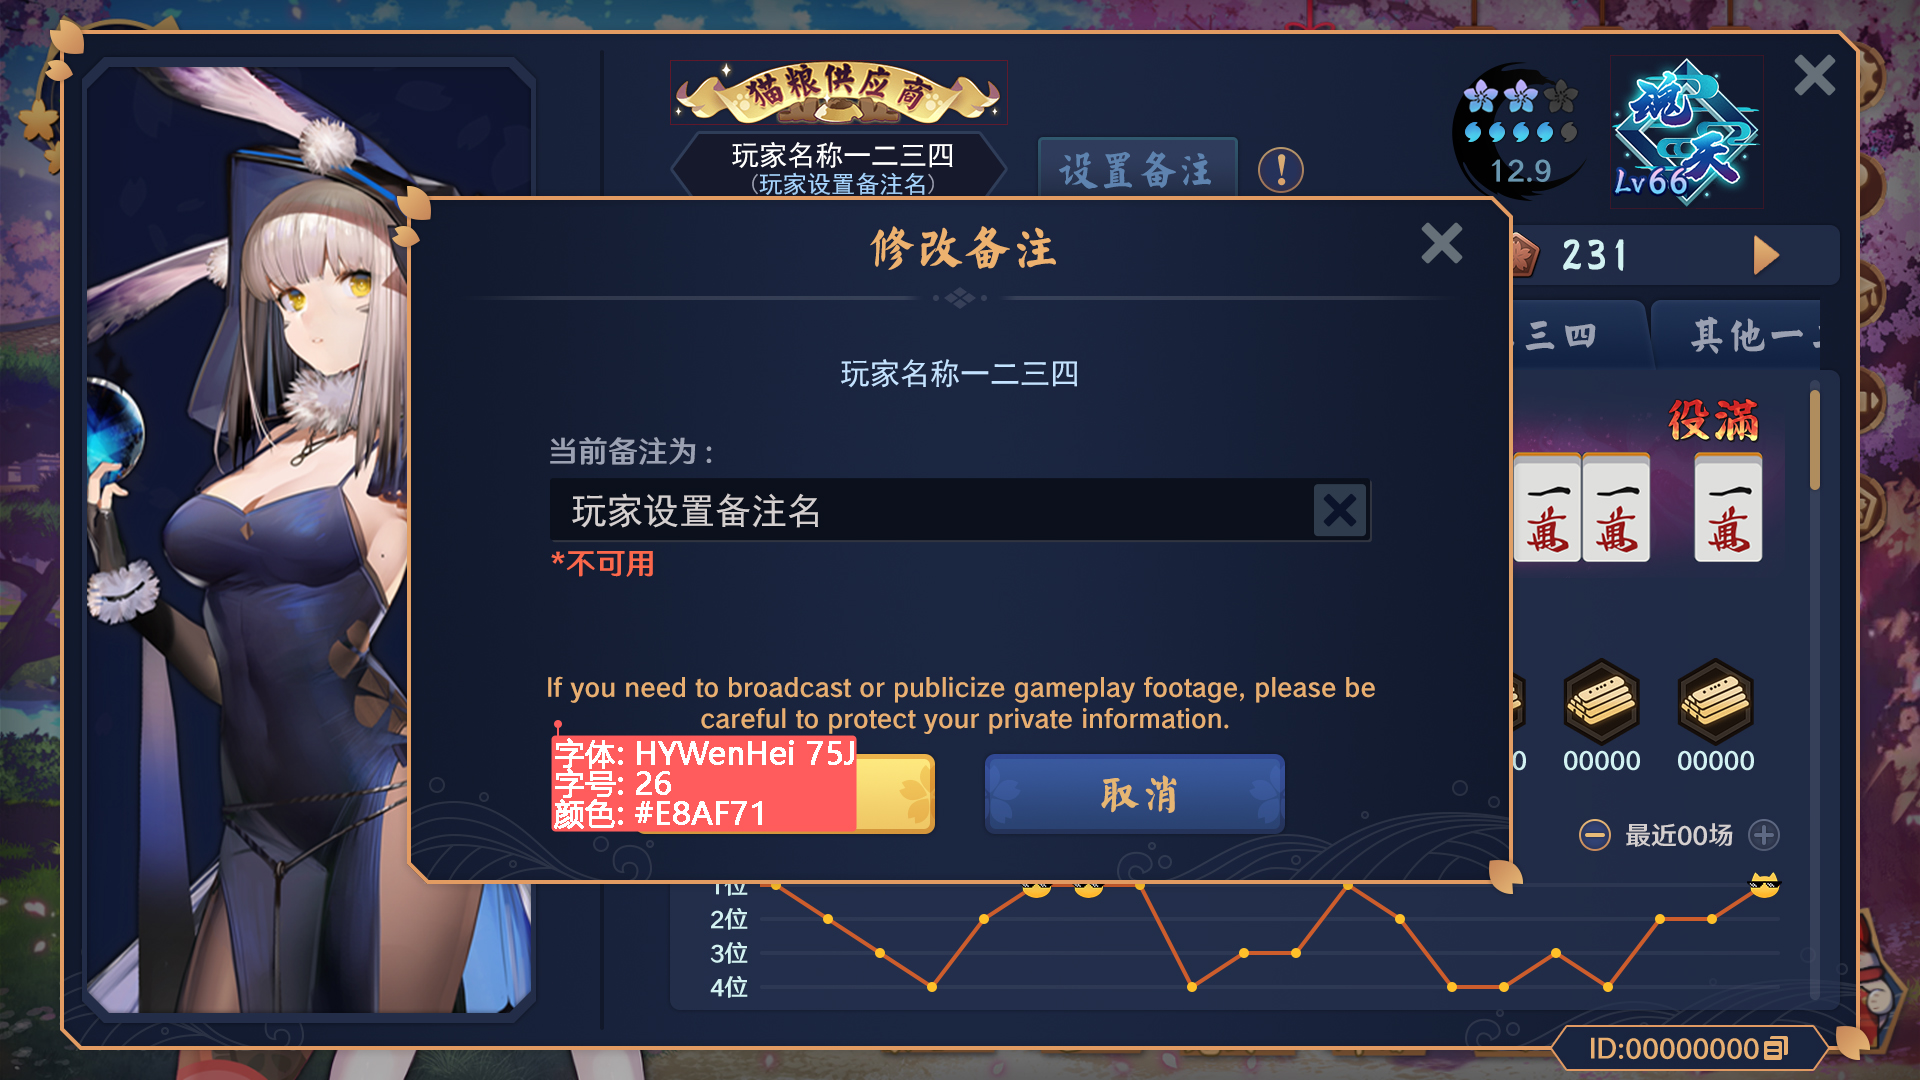 猫粮供应商
玩家名称一二三四
（玩家设置备注名）
设置备注
!
12.9
魂天
Lv66
修改备注
231
三四
其他一
玩家名称一二三四
役满
当前备注为：
玩家设置备注名
一萬
一萬
一萬
*不可用
If you need to broadcast or publicize gameplay footage, please be
careful to protect your private information.
字体: HYWenHei 75J
字号: 26
颜色: #E8AF71
取消
0
00000
00000
最近00场
1位
2位
3位
4位
ID:00000000